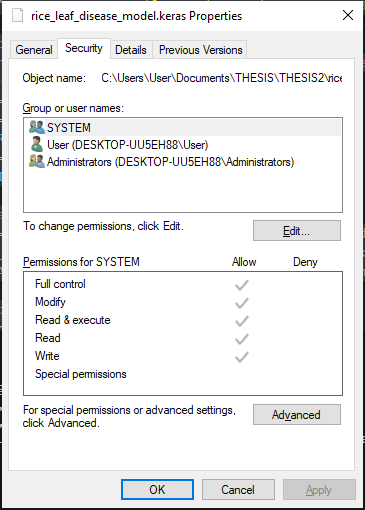 rice_leaf_disease_model.keras Properties
General Security Details Previous Versions
Object name: C:\Users\User\Documents\THESIS\THESIS2\rice
Group or user names:
SYSTEM
User (DESKTOP-UU5EH88\User)
Administrators (DESKTOP-UU5EH88\Administrators)
To change permissions, click Edit.
Edit...
Permissions for SYSTEM Allow Deny
Full control
Modify
Read & execute
Read
Write
Special permissions
For special permissions or advanced settings,
click Advanced.
Advanced
OK Cancel Apply